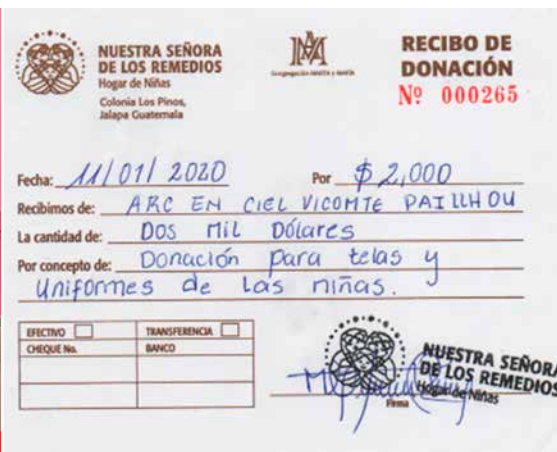 NUESTRA SEÑORA
DE LOS REMEDIOS
Hogar de Niñas
Colonia Los Pinos,
Jalapa Guatemala
Congregación MARTA y MARÍA
RECIBO DE
DONACIÓN
Nº 000265
Fecha: 11/01/2020 Por $ 2,000
Recibimos de: ARC EN CIEL VICOMTE PAILLHOU
La cantidad de: DOS MIL Dólares
Por concepto de: Donación para telas y
Uniformes de las niñas.
EFECTIVO TRANSFERENCIA
CHEQUE No. BANCO
NUESTRA SEÑORA
DE LOS REMEDIOS
Hogar de Niñas
Firma